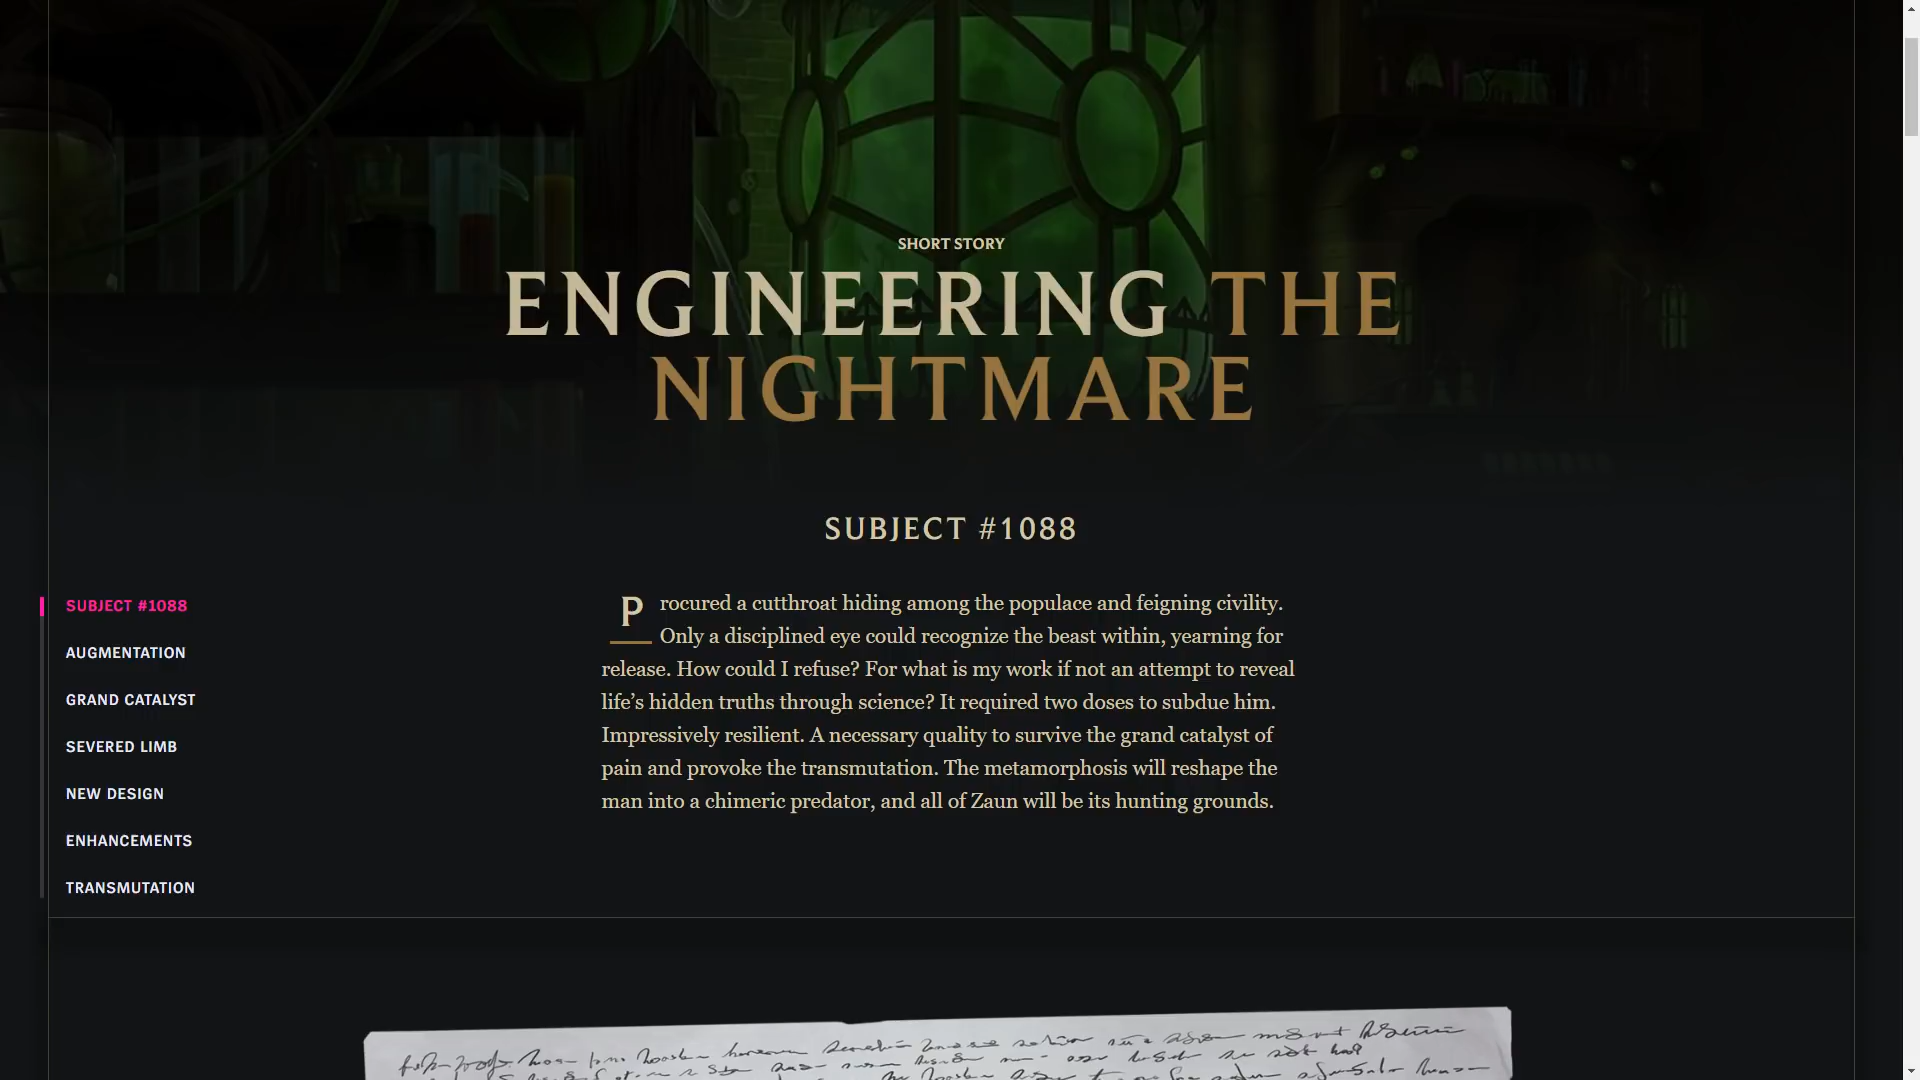 SHORT STORY
ENGINEERING THE
NIGHTMARE
SUBJECT #1088
SUBJECT #1088
AUGMENTATION
GRAND CATALYST
SEVERED LIMB
NEW DESIGN
ENHANCEMENTS
TRANSMUTATION
Procured a cutthroat hiding among the populace and feigning civility.
Only a disciplined eye could recognize the beast within, yearning for
release. How could I refuse? For what is my work if not an attempt to reveal
life’s hidden truths through science? It required two doses to subdue him.
Impressively resilient. A necessary quality to survive the grand catalyst of
pain and provoke the transmutation. The metamorphosis will reshape the
man into a chimeric predator, and all of Zaun will be its hunting grounds.